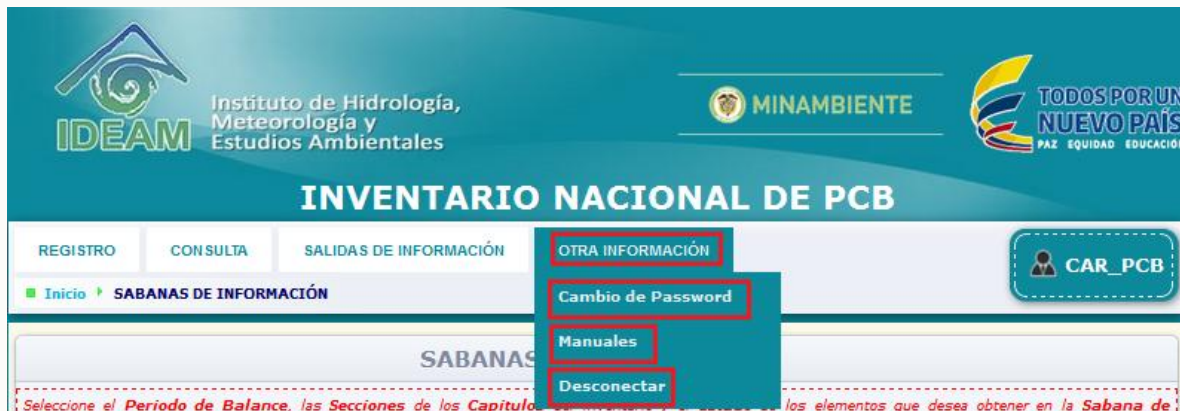 IDEAM
Instituto de Hidrología,
Meteorología y
Estudios Ambientales
MINAMBIENTE
TODOS POR UN
NUEVO PAÍS
PAZ EQUIDAD EDUCACIÓN
INVENTARIO NACIONAL DE PCB
REGISTRO CONSULTA SALIDAS DE INFORMACIÓN OTRA INFORMACIÓN
CAR_PCB
Inicio SABANAS DE INFORMACIÓN
Cambio de Password
Manuales
Desconectar
SABANAS
Seleccione el Periodo de Balance, las Secciones de los Capitulos los elementos que desea obtener en la Sabana de